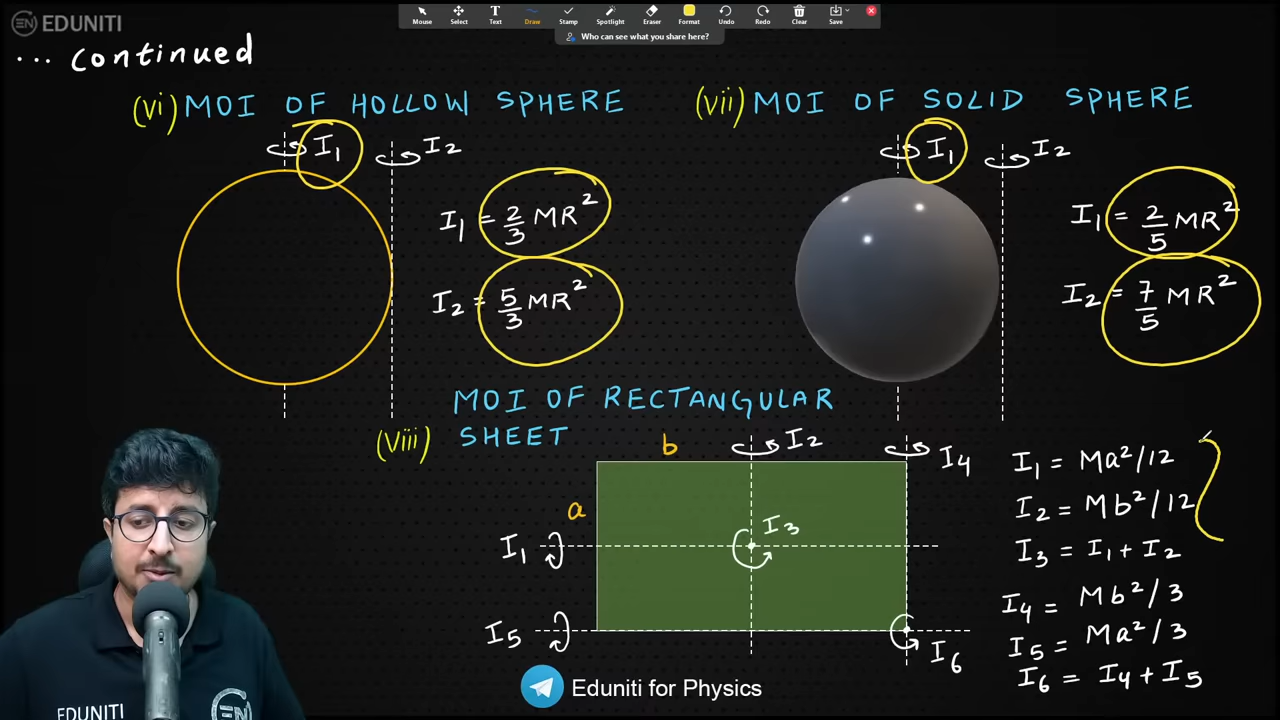 EDUNITI
Mouse Select Text Draw Stamp Spotlight Eraser Format Undo Redo Clear Save
Who can see what you share here?
... continued
(vi) MOI OF HOLLOW SPHERE
I₁ I₂
I₁ = 2/3 MR²
I₂ = 5/3 MR²
(vii) MOI OF SOLID SPHERE
I₁ I₂
I₁ = 2/5 MR²
I₂ = 7/5 MR²
MOI OF RECTANGULAR
(viii) SHEET
b
I₂
I₄
a
I₃
I₁
I₅
I₆
I₁ = Ma²/12
I₂ = Mb²/12
I₃ = I₁ + I₂
I₄ = Mb²/3
I₅ = Ma²/3
I₆ = I₄ + I₅
Eduniti for Physics
EDUNITI
EN